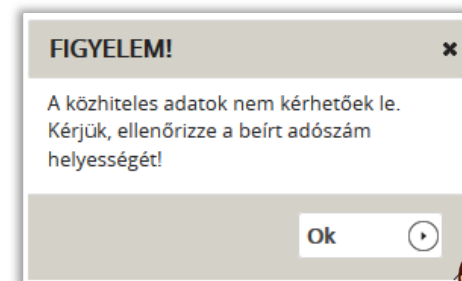 FIGYELEM!
A közhiteles adatok nem kérhetőek le.
Kérjük, ellenőrizze a beírt adószám
helyességét!
Ok